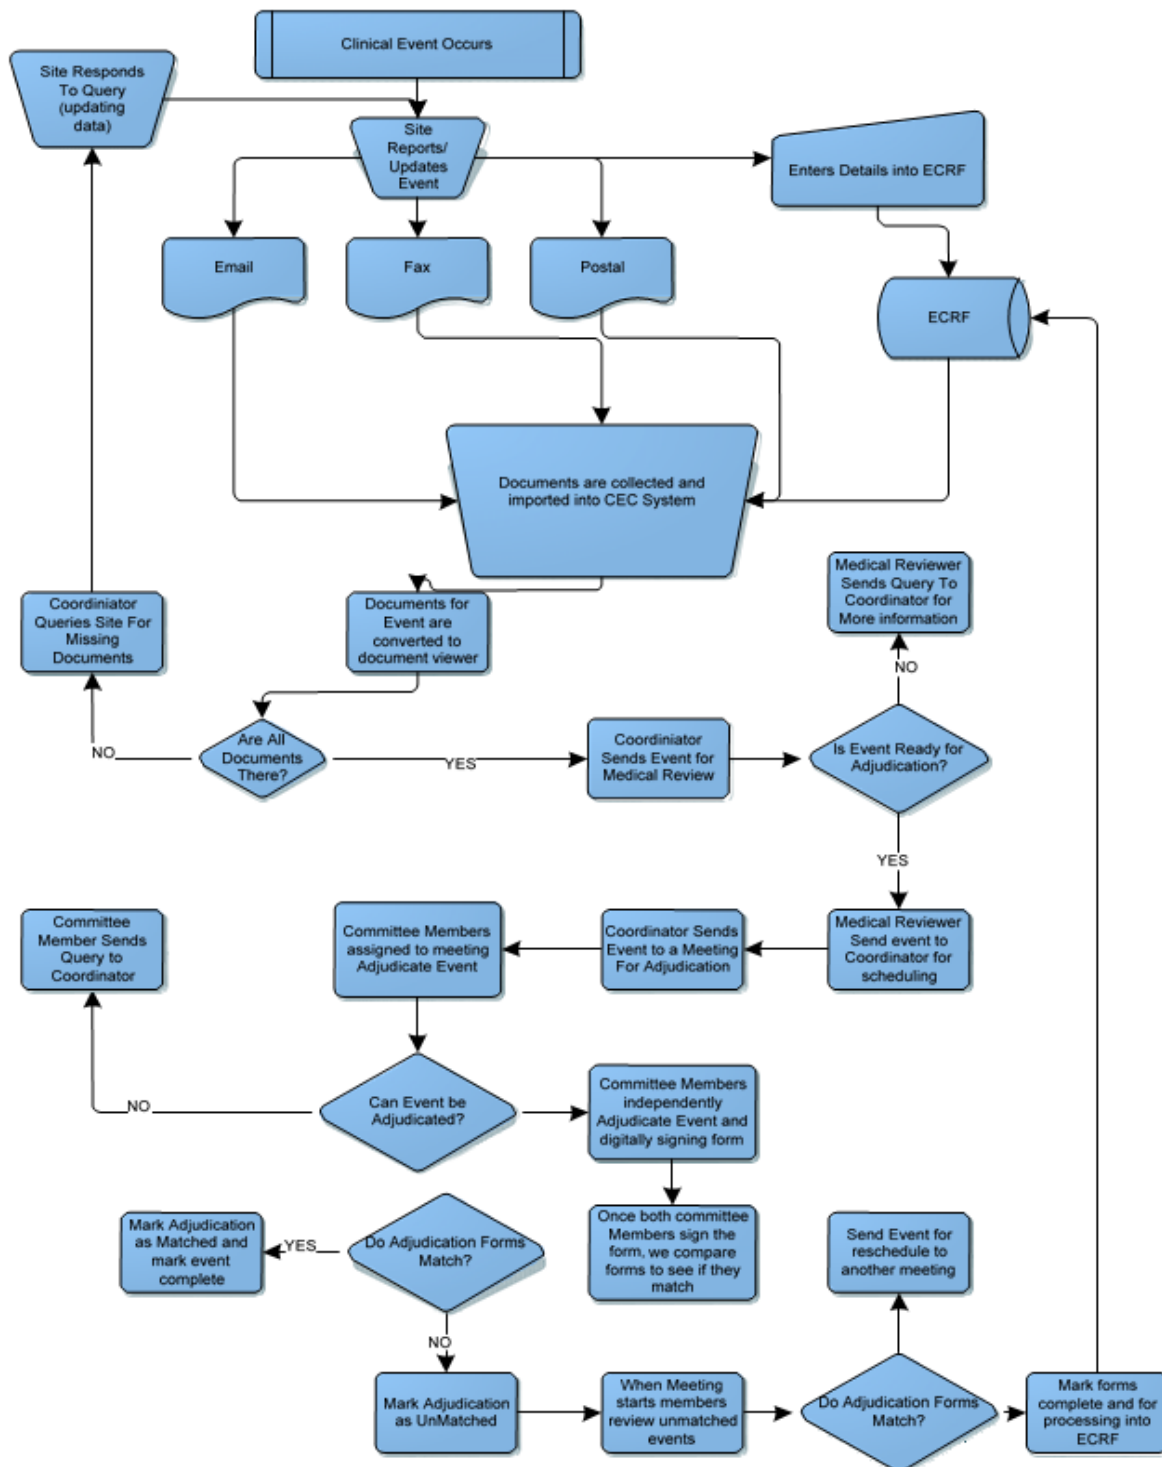 Clinical Event Occurs
Site Responds
To Query
(updating
data)
Site
Reports/
Updates
Event
Enters Details into ECRF
Email
Fax
Postal
ECRF
Documents are collected and
imported into CEC System
Medical Reviewer
Sends Query To
Coordinator for
More information
Coordiniator
Queries Site For
Missing
Documents
Documents for
Event are
converted to
document viewer
NO
Are All
Documents
There?
NO
YES
Coordiniator
Sends Event for
Medical Review
Is Event Ready for
Adjudication?
YES
Committee
Member Sends
Query to
Coordinator
Committee Members
assigned to meeting
Adjudicate Event
Coordinator Sends
Event to a Meeting
For Adjudication
Medical Reviewer
Send event to
Coordinator for
scheduling
NO
Can Event be
Adjudicated?
Committee Members
independently
Adjudicate Event and
digitally signing form
Mark Adjudication
as Matched and
mark event
complete
YES
Do Adjudication Forms
Match?
Once both committee
Members sign the
form, we compare
forms to see if they
match
Send Event for
reschedule to
another meeting
NO
Mark Adjudication
as UnMatched
When Meeting
starts members
review unmatched
events
Do Adjudication Forms
Match?
Mark forms
complete and for
processing into
ECRF